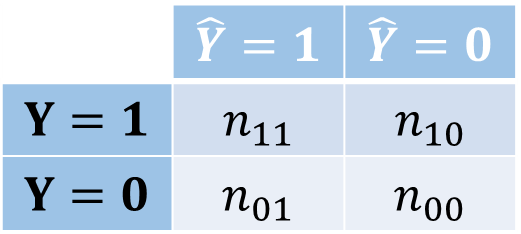 Ŷ = 1 Ŷ = 0
Y = 1 n₁₁ n₁₀
Y = 0 n₀₁ n₀₀